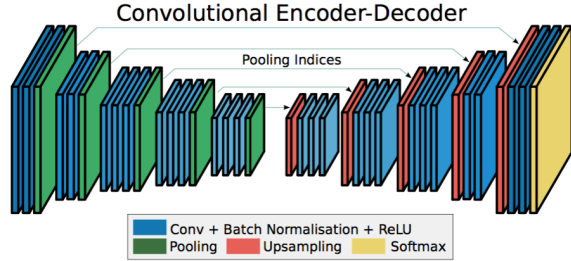 Convolutional Encoder-Decoder
Pooling Indices
Conv + Batch Normalisation + ReLU
Pooling Upsampling Softmax